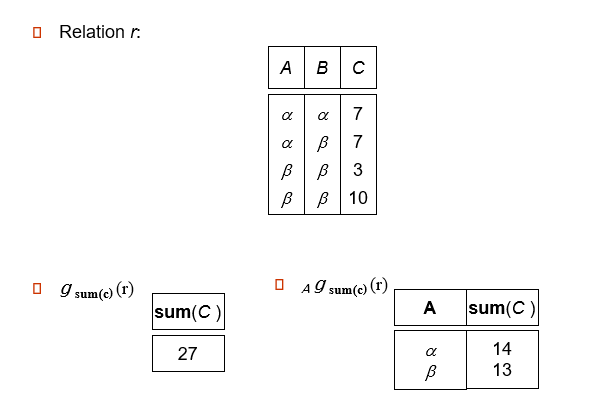 Relation r:
A B C
α α 7
α β 7
β β 3
β β 10
g sum(c) (r)
sum(C )
27
A g sum(c) (r)
A sum(C )
α 14
β 13